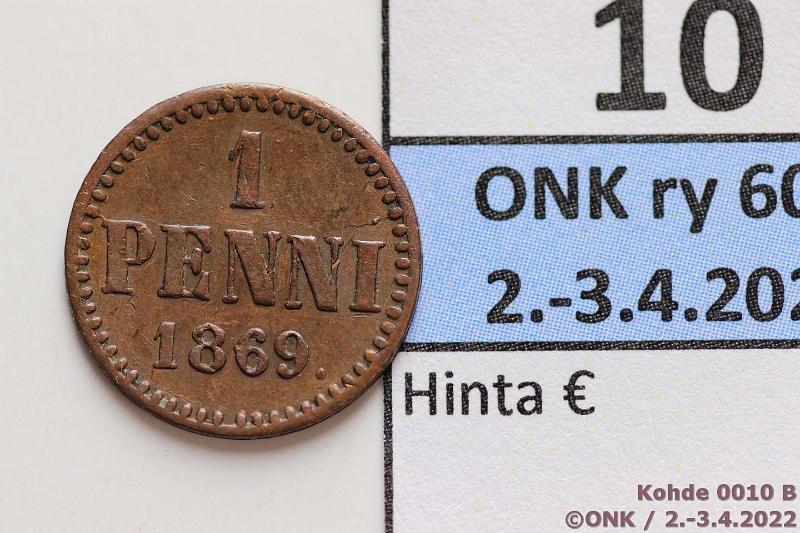 1
PENNI
1869.
10
ONK ry 60
2.-3.4.202
Hinta €
Kohde 0010 B
©ONK / 2.-3.4.2022